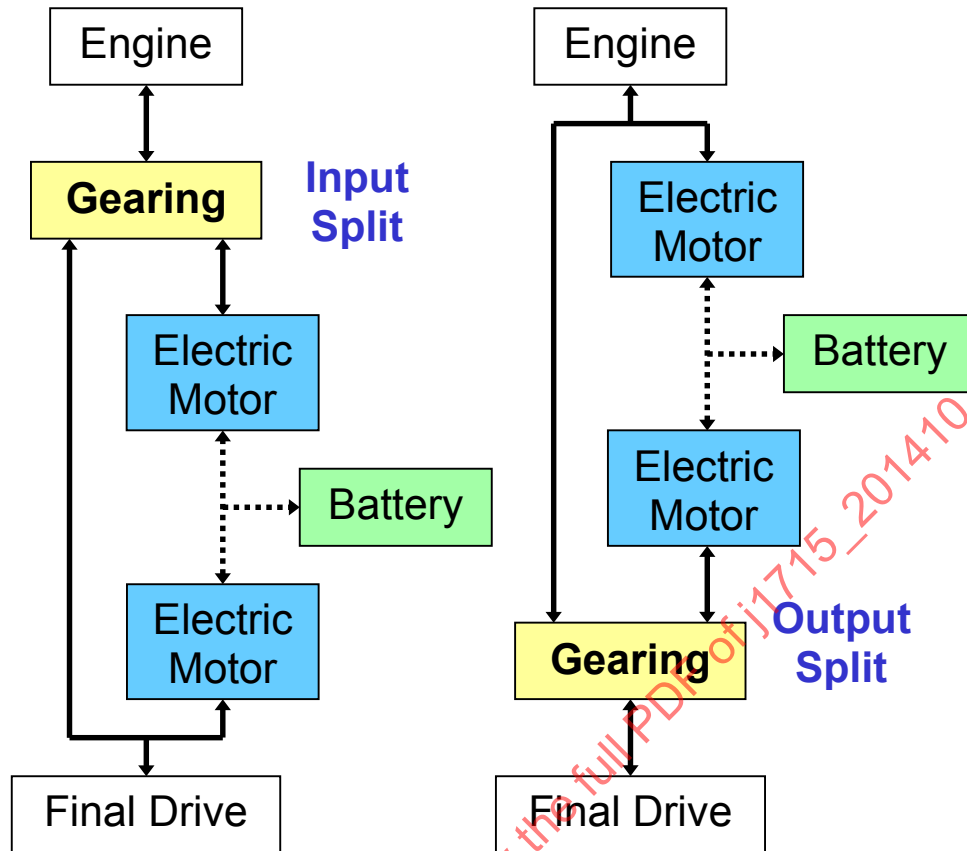 Engine
Gearing
Input
Split
Electric
Motor
Battery
Electric
Motor
Final Drive
Engine
Electric
Motor
Battery
Electric
Motor
Output
Split
Gearing
Final Drive
the full PDF of j1715_201410